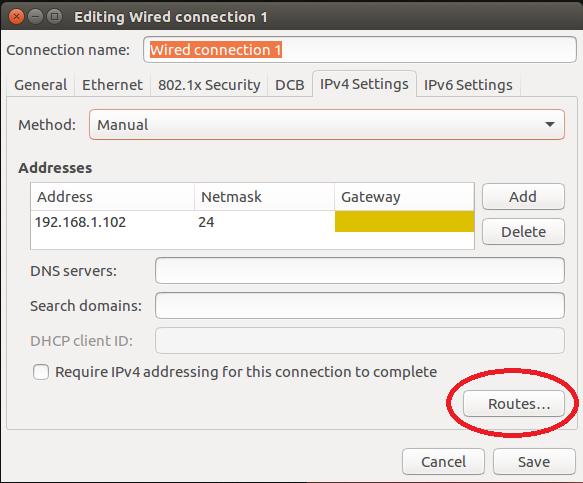 Editing Wired connection 1
Connection name: Wired connection 1
General Ethernet 802.1x Security DCB IPv4 Settings IPv6 Settings
Method: Manual
Addresses
Address Netmask Gateway Add
192.168.1.102 24
Delete
DNS servers:
Search domains:
DHCP client ID:
Require IPv4 addressing for this connection to complete
Routes...
Cancel Save